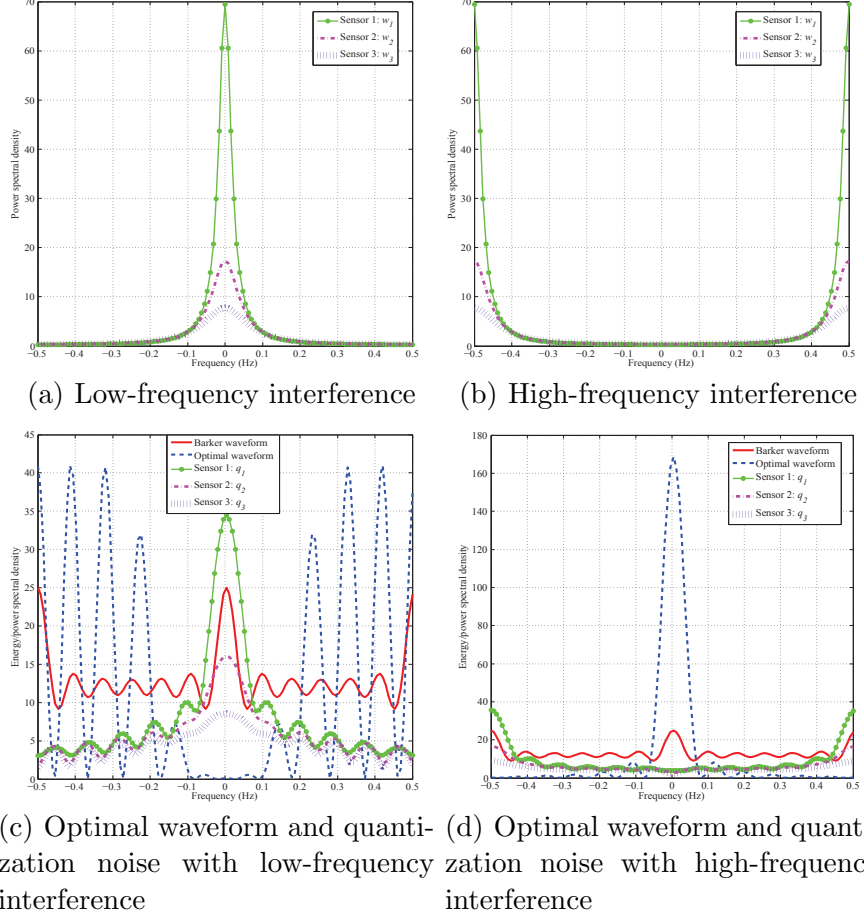 70
60
50
40
30
20
10
0
Power spectral density
Sensor 1: w1
Sensor 2: w2
Sensor 3: w3
−0.5 −0.4 −0.3 −0.2 −0.1 0 0.1 0.2 0.3 0.4 0.5
Frequency (Hz)
(a) Low-frequency interference
70
60
50
40
30
20
10
0
Power spectral density
Sensor 1: w1
Sensor 2: w2
Sensor 3: w3
−0.5 −0.4 −0.3 −0.2 −0.1 0 0.1 0.2 0.3 0.4 0.5
Frequency (Hz)
(b) High-frequency interference
45
40
35
30
25
20
15
10
5
0
Energy/power spectral density
Barker waveform
Optimal waveform
Sensor 1: q1
Sensor 2: q2
Sensor 3: q3
−0.5 −0.4 −0.3 −0.2 −0.1 0 0.1 0.2 0.3 0.4 0.5
Frequency (Hz)
(c) Optimal waveform and quanti-
zation noise with low-frequency
interference
180
160
140
120
100
80
60
40
20
0
Energy/power spectral density
Barker waveform
Optimal waveform
Sensor 1: q1
Sensor 2: q2
Sensor 3: q3
−0.5 −0.4 −0.3 −0.2 −0.1 0 0.1 0.2 0.3 0.4 0.5
Frequency (Hz)
(d) Optimal waveform and quant
zation noise with high-frequenc
interference